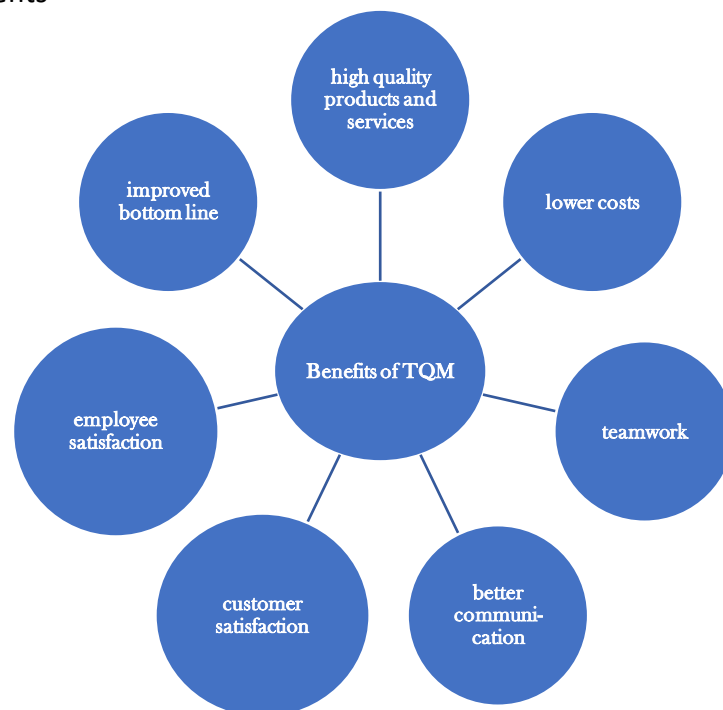 high quality
products and
services
improved
bottom line
lower costs
Benefits of TQM
employee
satisfaction
teamwork
customer
satisfaction
better
communi-
cation